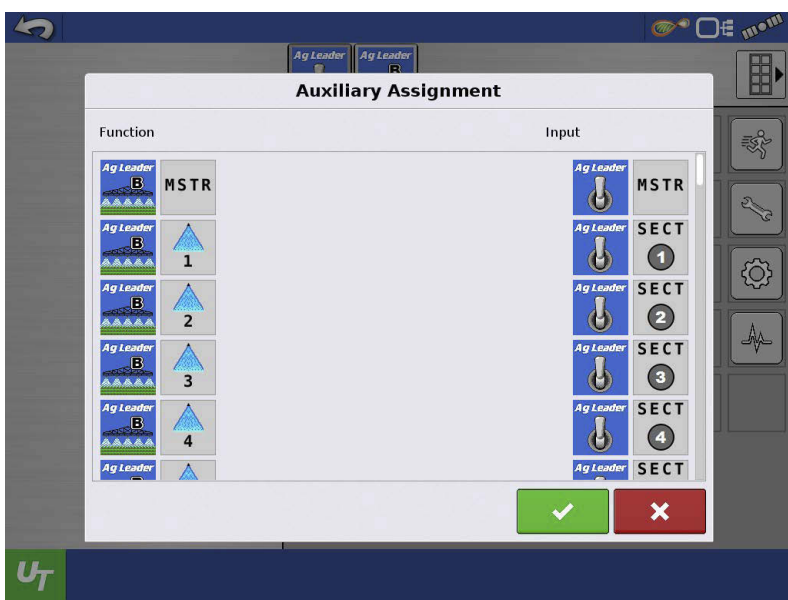 Ag Leader Ag Leader
B
Auxiliary Assignment
Function Input
Ag Leader B MSTR Ag Leader MSTR
Ag Leader B 1 Ag Leader SECT 1
Ag Leader B 2 Ag Leader SECT 2
Ag Leader B 3 Ag Leader SECT 3
Ag Leader B 4 Ag Leader SECT 4
Ag Leader Ag Leader SECT
UT